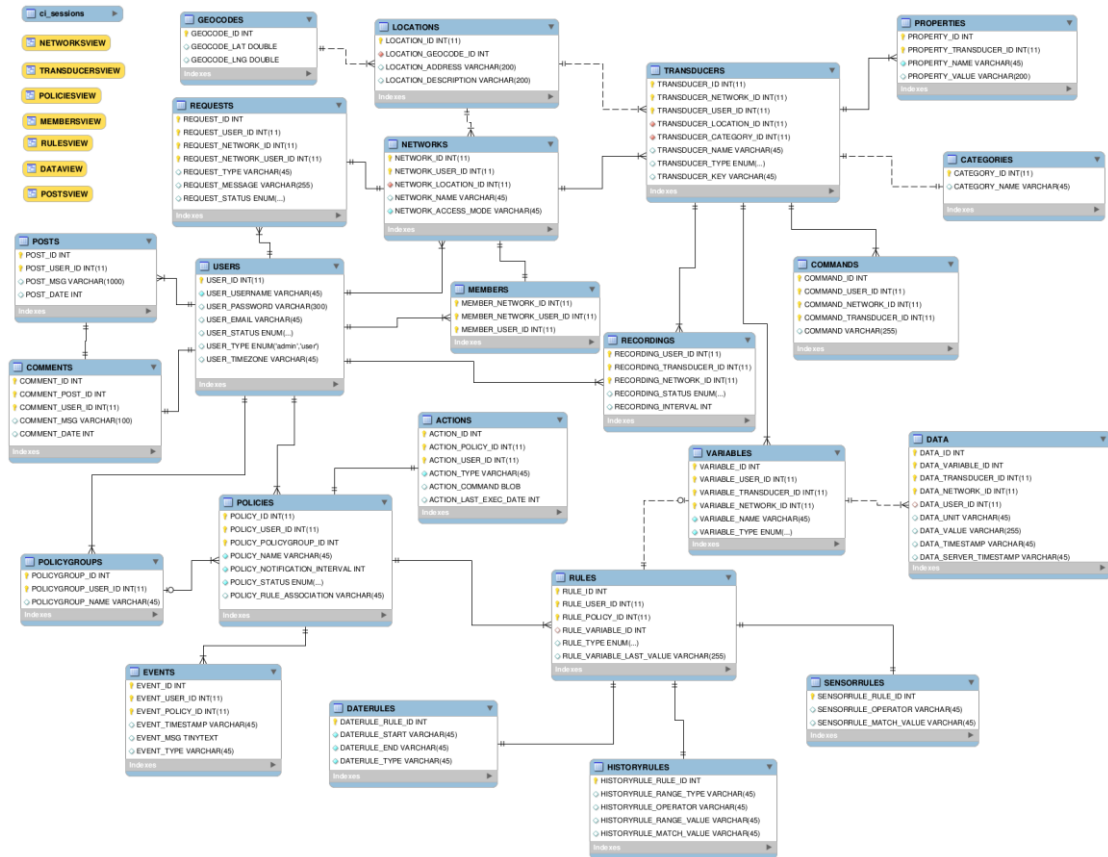 ci_sessions
NETWORKSVIEW
TRANSDUCERSVIEW
POLICIESVIEW
MEMBERSVIEW
RULESVIEW
DATAVIEW
POSTSVIEW
GEOCODES
GEOCODE_ID INT
GEOCODE_LAT DOUBLE
GEOCODE_LNG DOUBLE
Indexes
LOCATIONS
LOCATION_ID INT(11)
LOCATION_GEOCODE_ID INT
LOCATION_ADDRESS VARCHAR(200)
LOCATION_DESCRIPTION VARCHAR(200)
Indexes
TRANSDUCERS
TRANSDUCER_ID INT(11)
TRANSDUCER_NETWORK_ID INT(11)
TRANSDUCER_USER_ID INT(11)
TRANSDUCER_LOCATION_ID INT(11)
TRANSDUCER_CATEGORY_ID INT(11)
TRANSDUCER_NAME VARCHAR(45)
TRANSDUCER_TYPE ENUM(...)
TRANSDUCER_KEY VARCHAR(45)
Indexes
PROPERTIES
PROPERTY_ID INT
PROPERTY_TRANSDUCER_ID INT(11)
PROPERTY_NAME VARCHAR(45)
PROPERTY_VALUE VARCHAR(200)
Indexes
REQUESTS
REQUEST_ID INT
REQUEST_USER_ID INT(11)
REQUEST_NETWORK_ID INT(11)
REQUEST_NETWORK_USER_ID INT(11)
REQUEST_TYPE VARCHAR(45)
REQUEST_MESSAGE VARCHAR(255)
REQUEST_STATUS ENUM(...)
Indexes
NETWORKS
NETWORK_ID INT(11)
NETWORK_USER_ID INT(11)
NETWORK_LOCATION_ID INT(11)
NETWORK_NAME VARCHAR(45)
NETWORK_ACCESS_MODE VARCHAR(45)
Indexes
CATEGORIES
CATEGORY_ID INT(11)
CATEGORY_NAME VARCHAR(45)
Indexes
POSTS
POST_ID INT
POST_USER_ID INT(11)
POST_MSG VARCHAR(1000)
POST_DATE INT
Indexes
USERS
USER_ID INT(11)
USER_USERNAME VARCHAR(45)
USER_PASSWORD VARCHAR(300)
USER_EMAIL VARCHAR(45)
USER_STATUS ENUM(...)
USER_TYPE ENUM('admin','user')
USER_TIMEZONE VARCHAR(45)
Indexes
MEMBERS
MEMBER_NETWORK_ID INT(11)
MEMBER_NETWORK_USER_ID INT(11)
MEMBER_USER_ID INT(11)
Indexes
COMMANDS
COMMAND_ID INT
COMMAND_USER_ID INT(11)
COMMAND_NETWORK_ID INT(11)
COMMAND_TRANSDUCER_ID INT(11)
COMMAND VARCHAR(255)
Indexes
RECORDINGS
RECORDING_USER_ID INT(11)
RECORDING_TRANSDUCER_ID INT(11)
RECORDING_NETWORK_ID INT(11)
RECORDING_STATUS ENUM(...)
RECORDING_INTERVAL INT
Indexes
COMMENTS
COMMENT_ID INT
COMMENT_POST_ID INT
COMMENT_USER_ID INT(11)
COMMENT_MSG VARCHAR(100)
COMMENT_DATE INT
Indexes
ACTIONS
ACTION_ID INT
ACTION_POLICY_ID INT(11)
ACTION_USER_ID INT(11)
ACTION_TYPE VARCHAR(45)
ACTION_COMMAND BLOB
ACTION_LAST_EXEC_DATE INT
Indexes
VARIABLES
VARIABLE_ID INT
VARIABLE_USER_ID INT(11)
VARIABLE_TRANSDUCER_ID INT(11)
VARIABLE_NETWORK_ID INT(11)
VARIABLE_NAME VARCHAR(45)
VARIABLE_TYPE ENUM(...)
Indexes
DATA
DATA_ID INT
DATA_VARIABLE_ID INT
DATA_TRANSDUCER_ID INT(11)
DATA_NETWORK_ID INT(11)
DATA_USER_ID INT(11)
DATA_UNIT VARCHAR(45)
DATA_VALUE VARCHAR(255)
DATA_TIMESTAMP VARCHAR(45)
DATA_SERVER_TIMESTAMP VARCHAR(45)
Indexes
POLICIES
POLICY_ID INT(11)
POLICY_USER_ID INT(11)
POLICY_POLICYGROUP_ID INT
POLICY_NAME VARCHAR(45)
POLICY_NOTIFICATION_INTERVAL INT
POLICY_STATUS ENUM(...)
POLICY_RULE_ASSOCIATION VARCHAR(45)
Indexes
POLICYGROUPS
POLICYGROUP_ID INT
POLICYGROUP_USER_ID INT(11)
POLICYGROUP_NAME VARCHAR(45)
Indexes
RULES
RULE_ID INT
RULE_USER_ID INT(11)
RULE_POLICY_ID INT(11)
RULE_VARIABLE_ID INT
RULE_TYPE ENUM(...)
RULE_VARIABLE_LAST_VALUE VARCHAR(255)
Indexes
EVENTS
EVENT_ID INT
EVENT_USER_ID INT(11)
EVENT_POLICY_ID INT(11)
EVENT_TIMESTAMP VARCHAR(45)
EVENT_MSG TINYTEXT
EVENT_TYPE VARCHAR(45)
Indexes
SENSORRULES
SENSORRULE_RULE_ID INT
SENSORRULE_OPERATOR VARCHAR(45)
SENSORRULE_MATCH_VALUE VARCHAR(45)
Indexes
DATERULES
DATERULE_RULE_ID INT
DATERULE_START VARCHAR(45)
DATERULE_END VARCHAR(45)
DATERULE_TYPE VARCHAR(45)
Indexes
HISTORYRULES
HISTORYRULE_RULE_ID INT
HISTORYRULE_RANGE_TYPE VARCHAR(45)
HISTORYRULE_OPERATOR VARCHAR(45)
HISTORYRULE_RANGE_VALUE VARCHAR(45)
HISTORYRULE_MATCH_VALUE VARCHAR(45)
Indexes